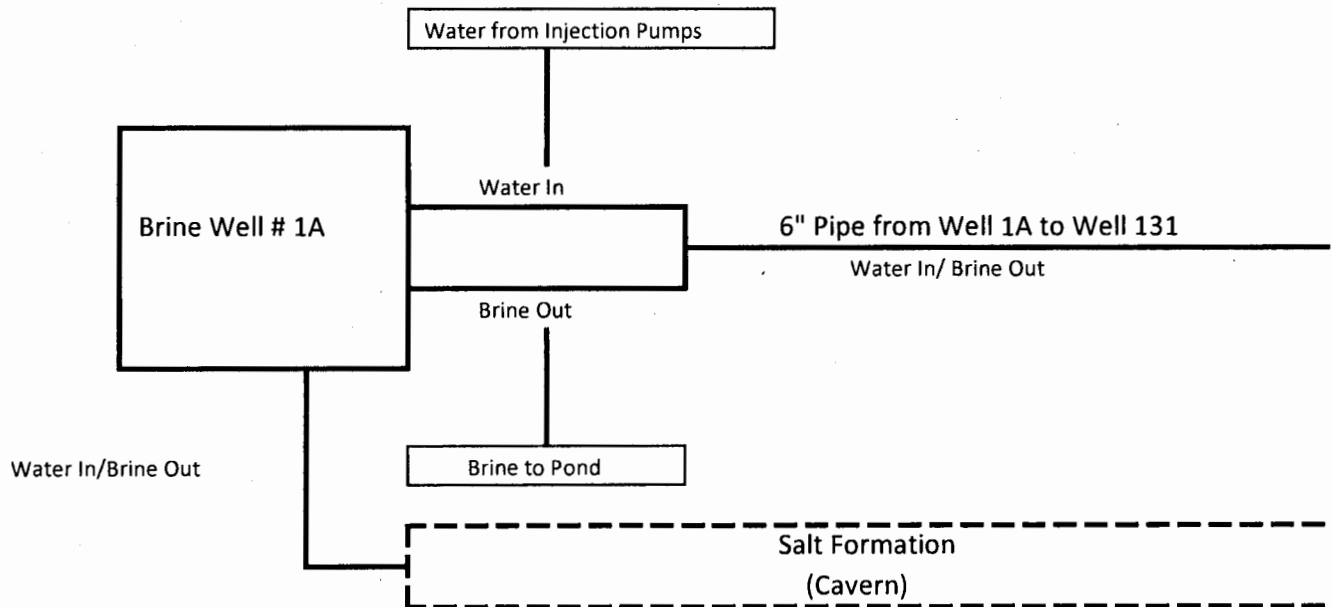 Water from Injection Pumps
Water In
Brine Well # 1A
6" Pipe from Well 1A to Well 131
Water In/ Brine Out
Brine Out
Water In/Brine Out
Brine to Pond
Salt Formation
(Cavern)